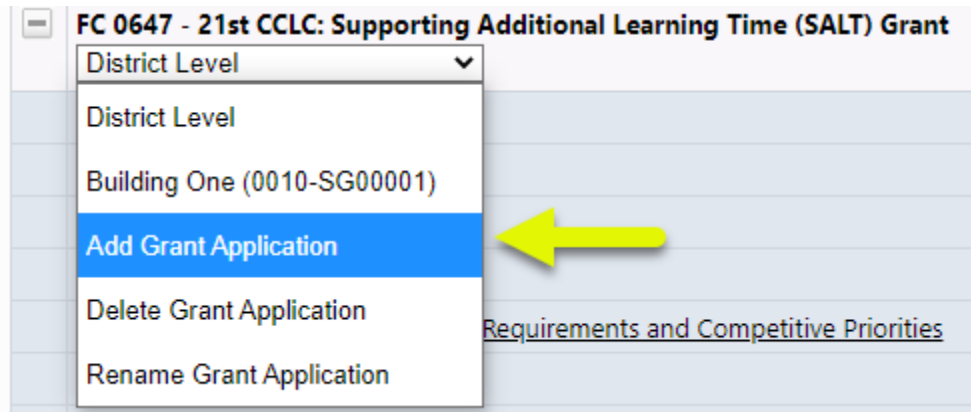 FC 0647 - 21st CCLC: Supporting Additional Learning Time (SALT) Grant
District Level
District Level
Building One (0010-SG00001)
Add Grant Application
Delete Grant Application
Requirements and Competitive Priorities
Rename Grant Application